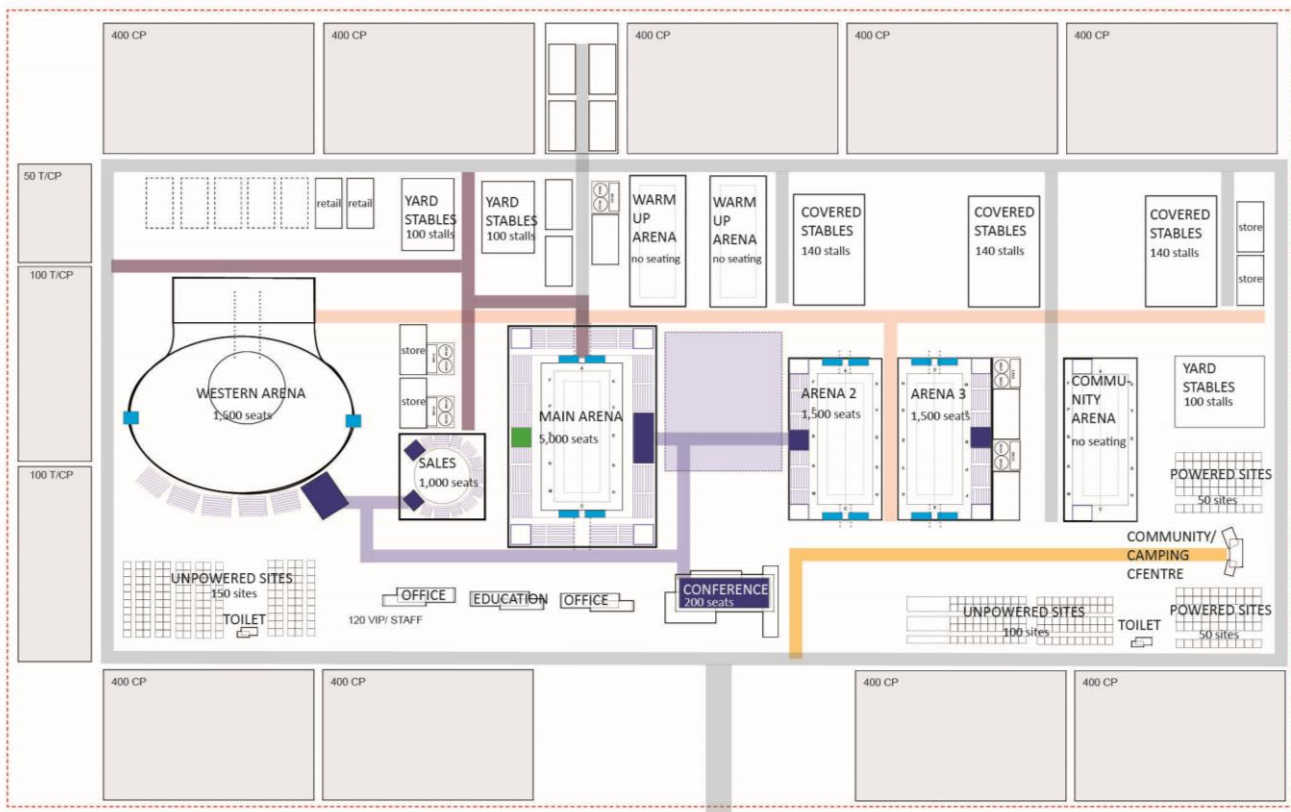 400 CP
400 CP
400 CP
400 CP
400 CP
50 T/CP
100 T/CP
100 T/CP
retail
retail
YARD
STABLES
100 stalls
YARD
STABLES
100 stalls
WARM
UP
ARENA
no seating
WARM
UP
ARENA
no seating
COVERED
STABLES
140 stalls
COVERED
STABLES
140 stalls
COVERED
STABLES
140 stalls
store
store
WESTERN ARENA
1,500 seats
store
store
SALES
1,000 seats
MAIN ARENA
5,000 seats
ARENA 2
1,500 seats
ARENA 3
1,500 seats
COMMU-
NITY
ARENA
no seating
YARD
STABLES
100 stalls
POWERED SITES
50 sites
COMMUNITY/
CAMPING
CFENTRE
UNPOWERED SITES
150 sites
TOILET
OFFICE
EDUCATION
OFFICE
120 VIP/ STAFF
CONFERENCE
200 seats
UNPOWERED SITES
100 sites
TOILET
POWERED SITES
50 sites
400 CP
400 CP
400 CP
400 CP